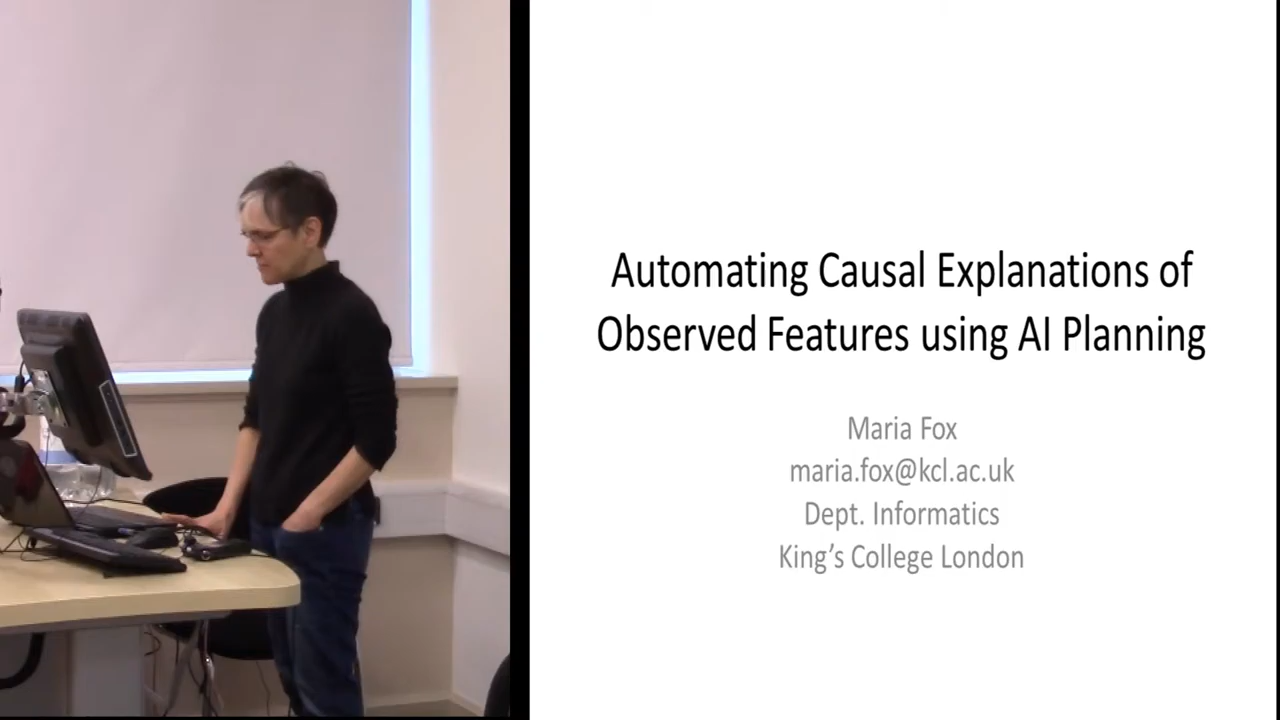 Automating Causal Explanations of
Observed Features using AI Planning
Maria Fox
maria.fox@kcl.ac.uk
Dept. Informatics
King's College London